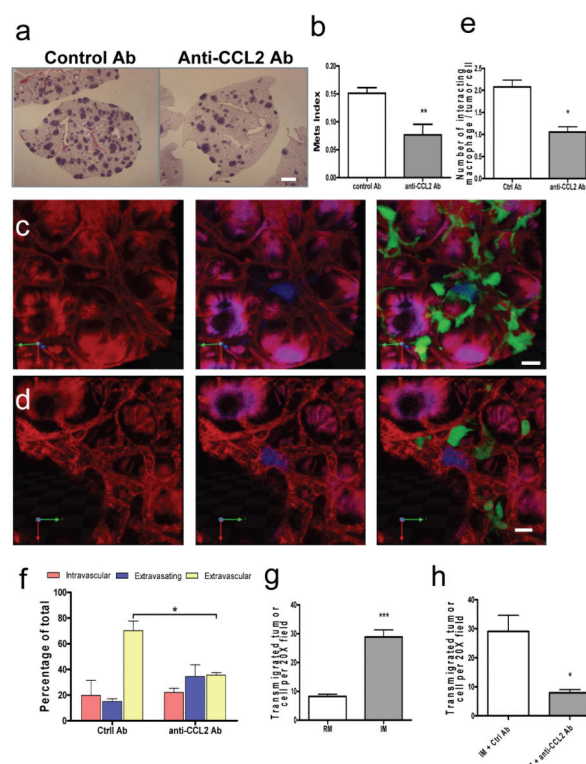 a
Control Ab Anti-CCL2 Ab
b
Mets Index
0.20
0.15
0.10
0.05
0.00
**
control Ab anti-CCL2 Ab
e
Number of interacting
macrophage/tumor cell
2.5
2.0
1.5
1.0
0.5
0.0
*
Ctrl Ab anti-CCL2 Ab
c
d
f
Intravascular Extravasating Extravascular
Percentage of total
100
80
60
40
20
0
*
Ctrll Ab anti-CCL2 Ab
g
Transmigrated tumor
cell per 20X field
40
30
20
10
0
***
RM IM
h
Transmigrated tumor
cell per 20X field
40
30
20
10
0
*
IM + Ctrl Ab
+ anti-CCL2 Ab